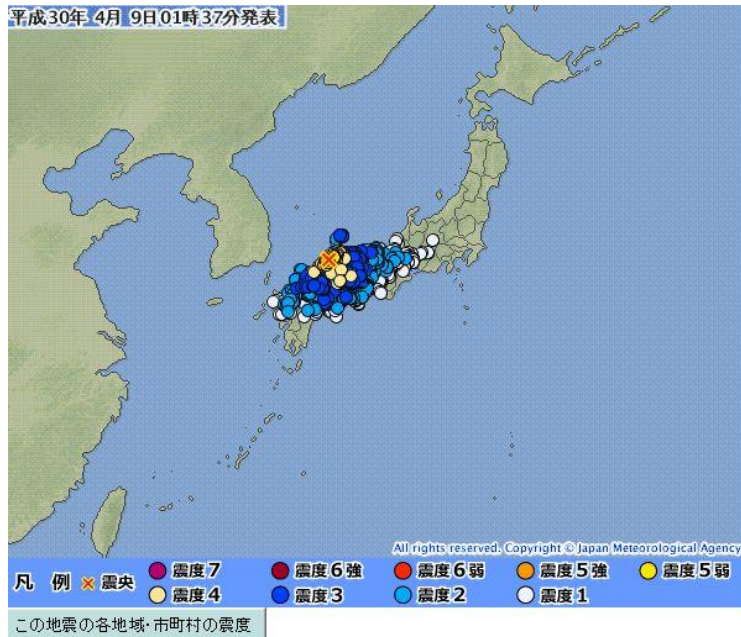 平成30年 4月 9日01時37分発表
All rights reserved. Copyright © Japan Meteorological Agency
凡 例 震央 震度7 震度6強 震度6弱 震度5強 震度5弱
震度4 震度3 震度2 震度1
この地震の各地域・市町村の震度